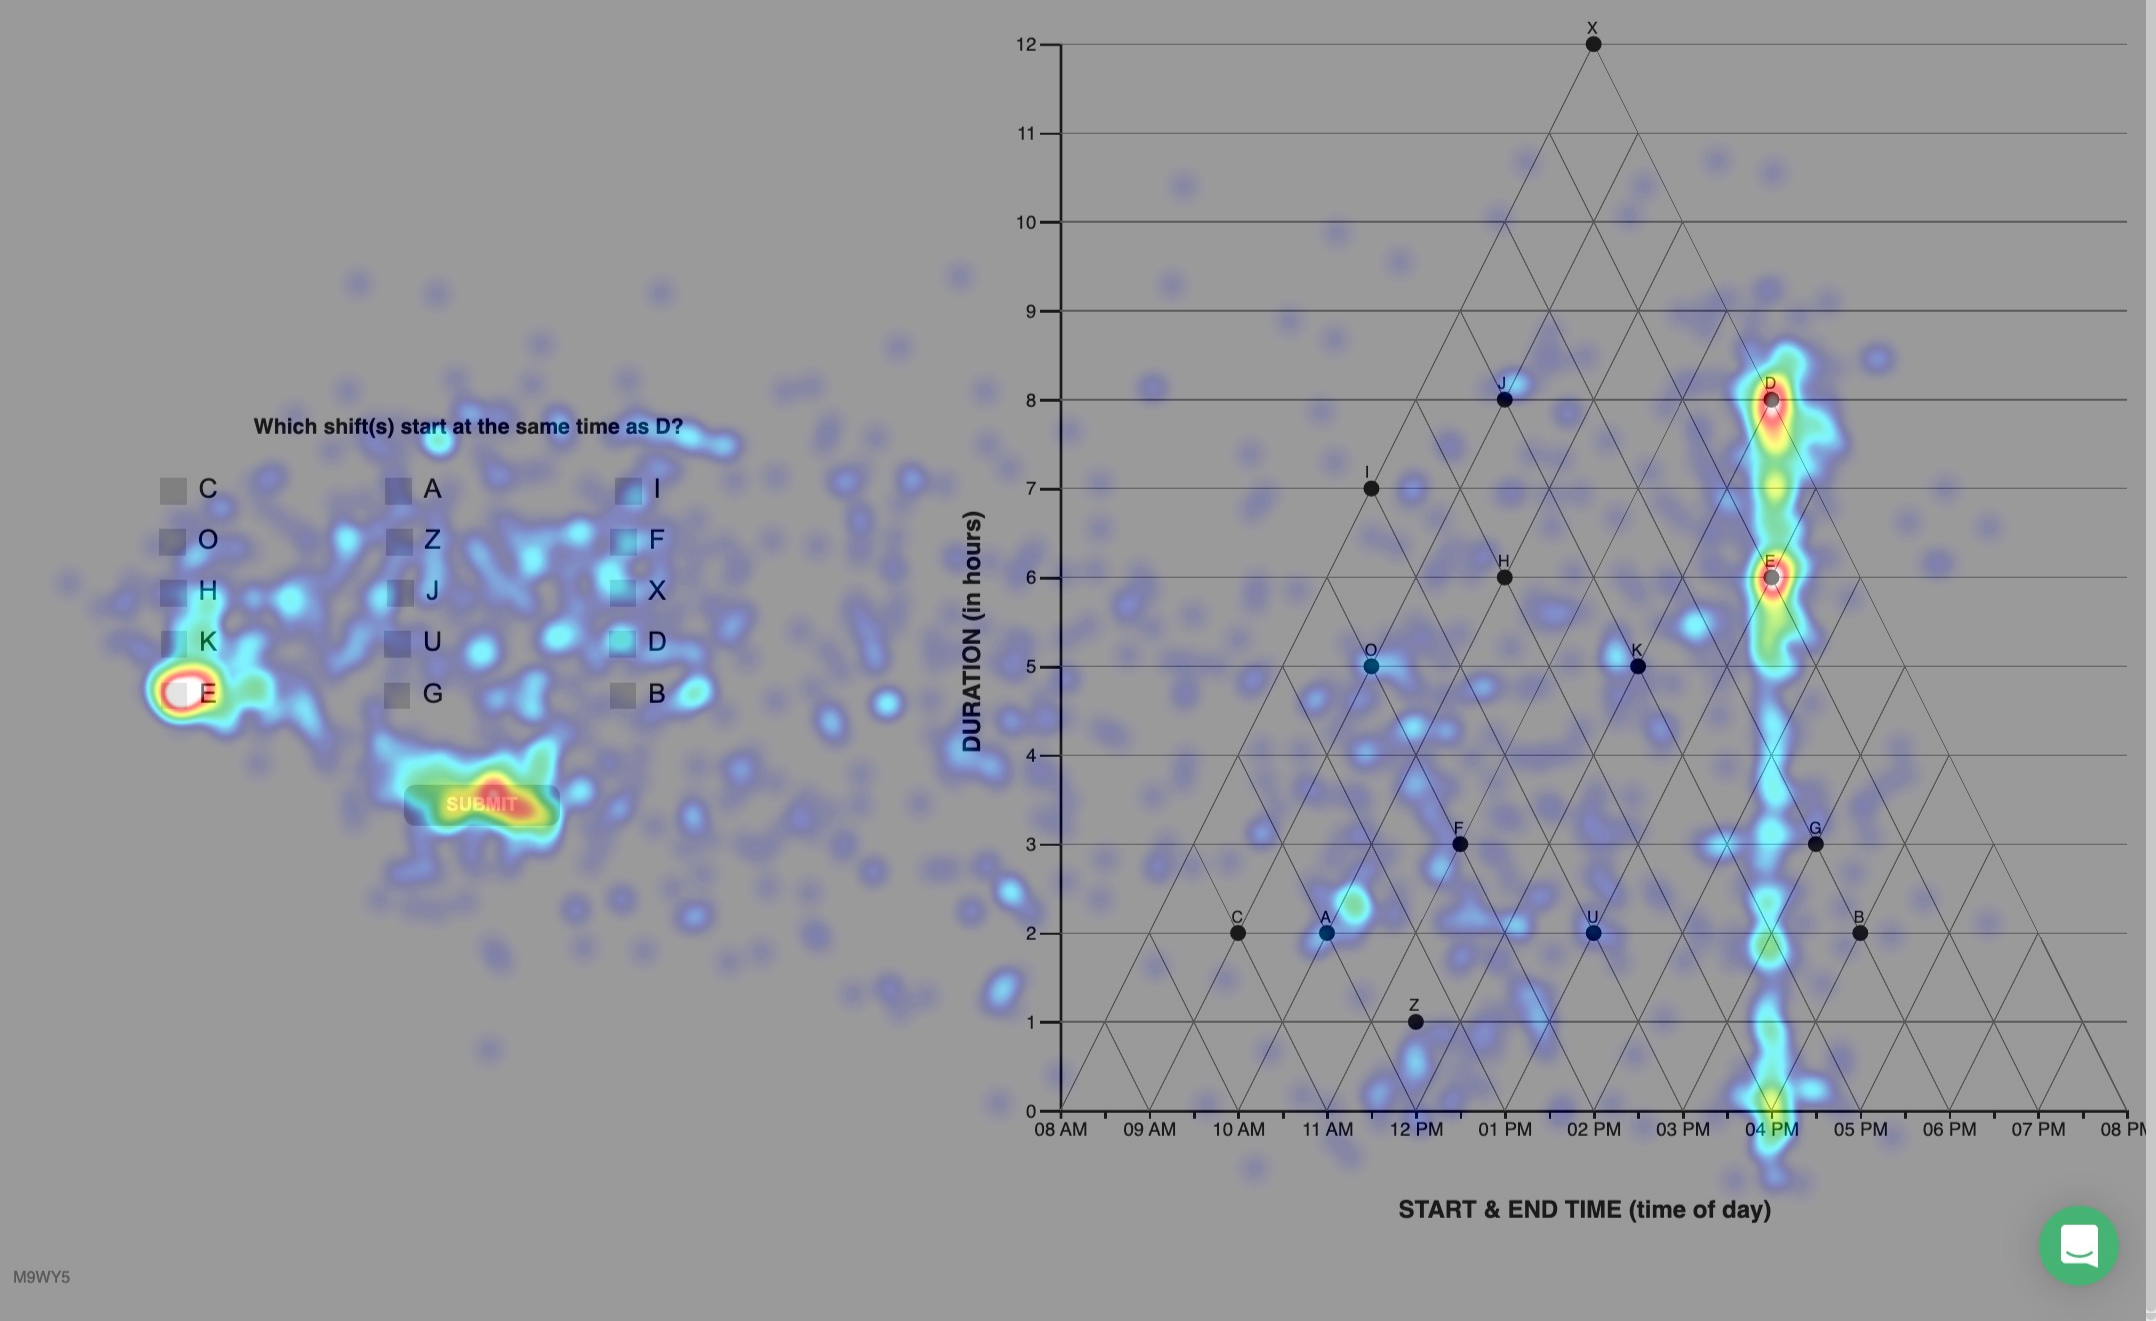 Which shift(s) start at the same time as D?
C A I
O Z F
H J X
K U D
E G B
SUBMIT
M9WY5
DURATION (in hours)
12
11
10
9
8
7
6
5
4
3
2
1
0
X
J
D
I
H
E
O
K
F
G
C
A
U
B
Z
08 AM 09 AM 10 AM 11 AM 12 PM 01 PM 02 PM 03 PM 04 PM 05 PM 06 PM 07 PM 08 PM
START & END TIME (time of day)